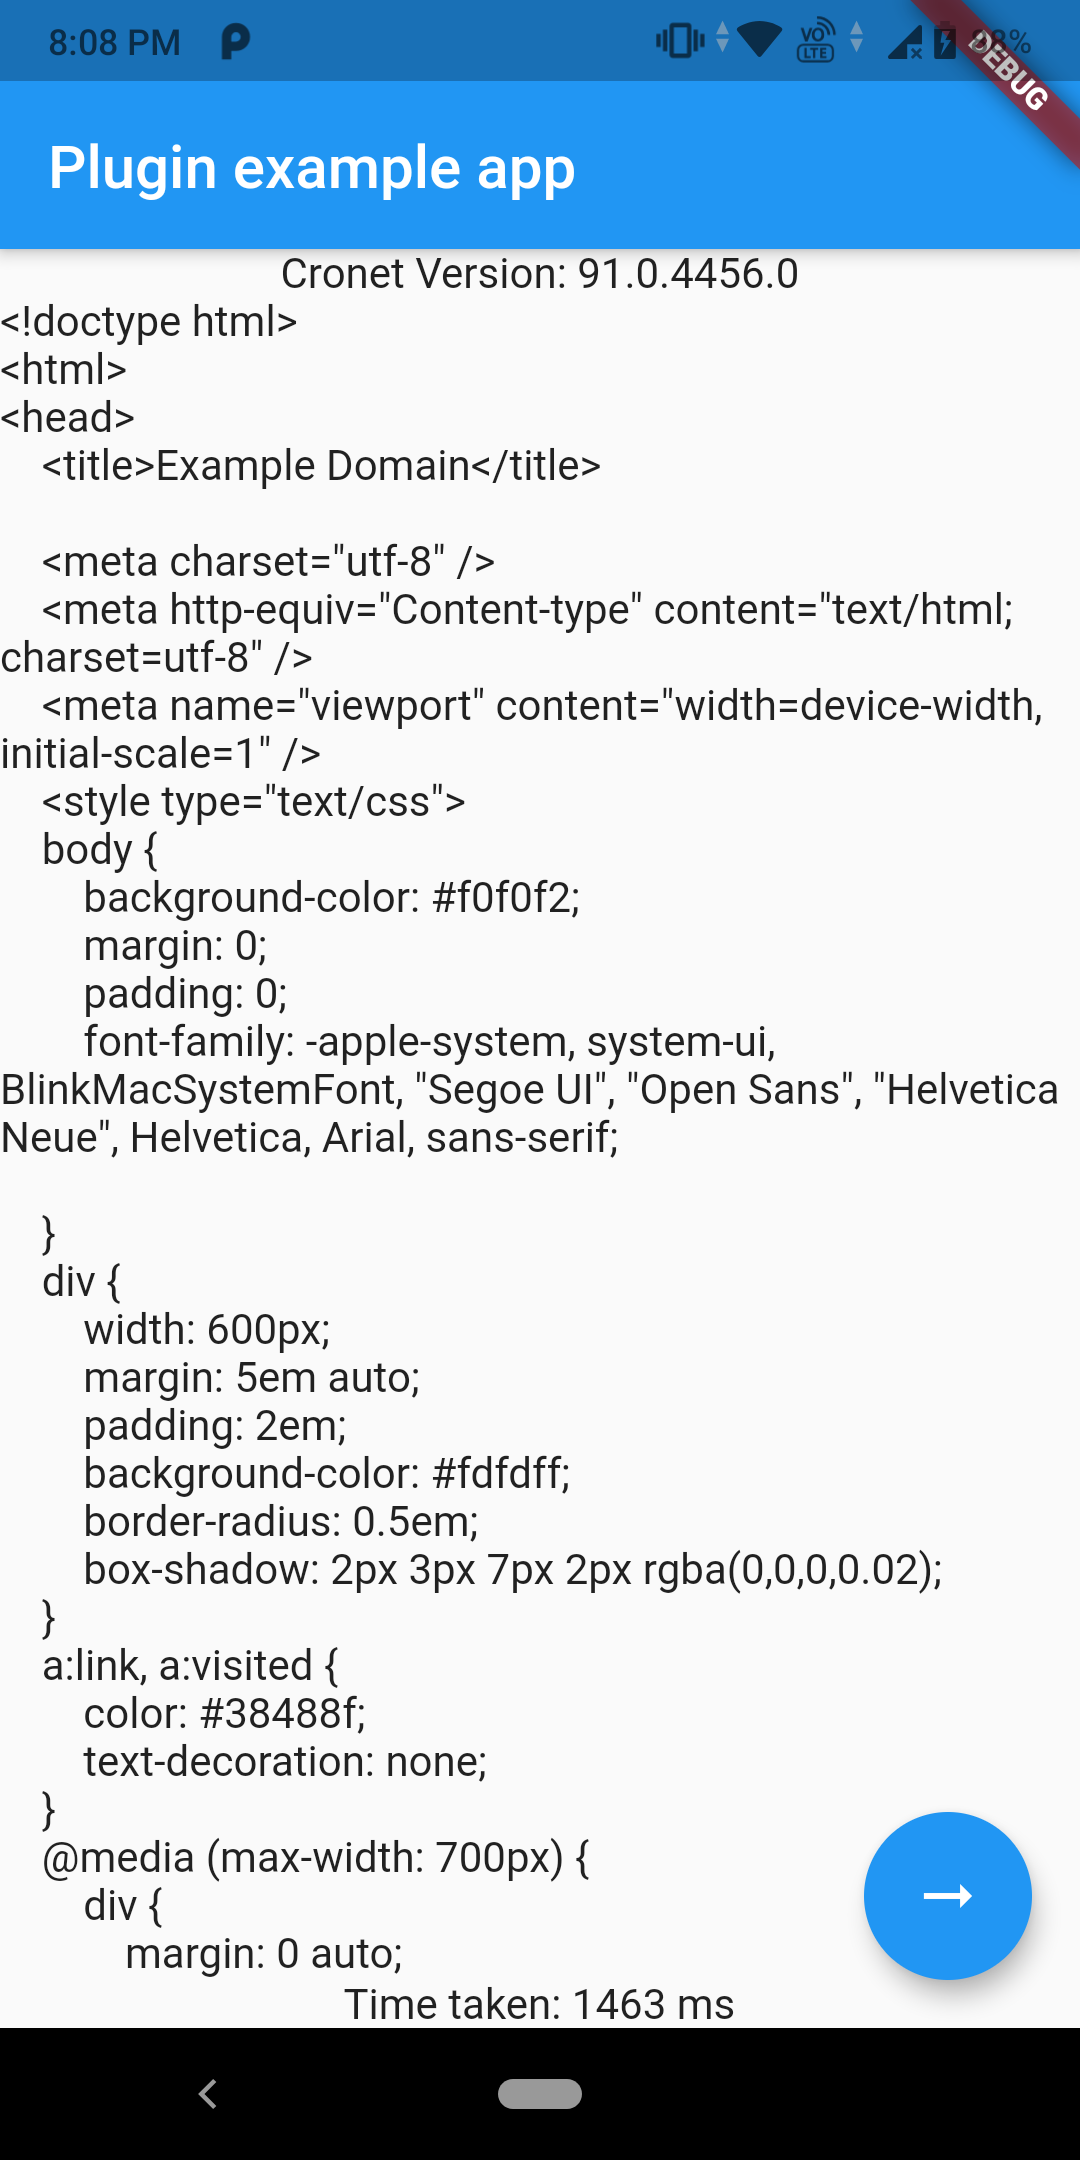 8:08 PM
VO
LTE
DEBUG
Plugin example app
Cronet Version: 91.0.4456.0
<!doctype html>
<html>
<head>
    <title>Example Domain</title>

    <meta charset="utf-8" />
    <meta http-equiv="Content-type" content="text/html;
charset=utf-8" />
    <meta name="viewport" content="width=device-width,
initial-scale=1" />
    <style type="text/css">
    body {
        background-color: #f0f0f2;
        margin: 0;
        padding: 0;
        font-family: -apple-system, system-ui,
BlinkMacSystemFont, "Segoe UI", "Open Sans", "Helvetica
Neue", Helvetica, Arial, sans-serif;

    }
    div {
        width: 600px;
        margin: 5em auto;
        padding: 2em;
        background-color: #fdfdff;
        border-radius: 0.5em;
        box-shadow: 2px 3px 7px 2px rgba(0,0,0,0.02);
    }
    a:link, a:visited {
        color: #38488f;
        text-decoration: none;
    }
    @media (max-width: 700px) {
        div {
            margin: 0 auto;
Time taken: 1463 ms